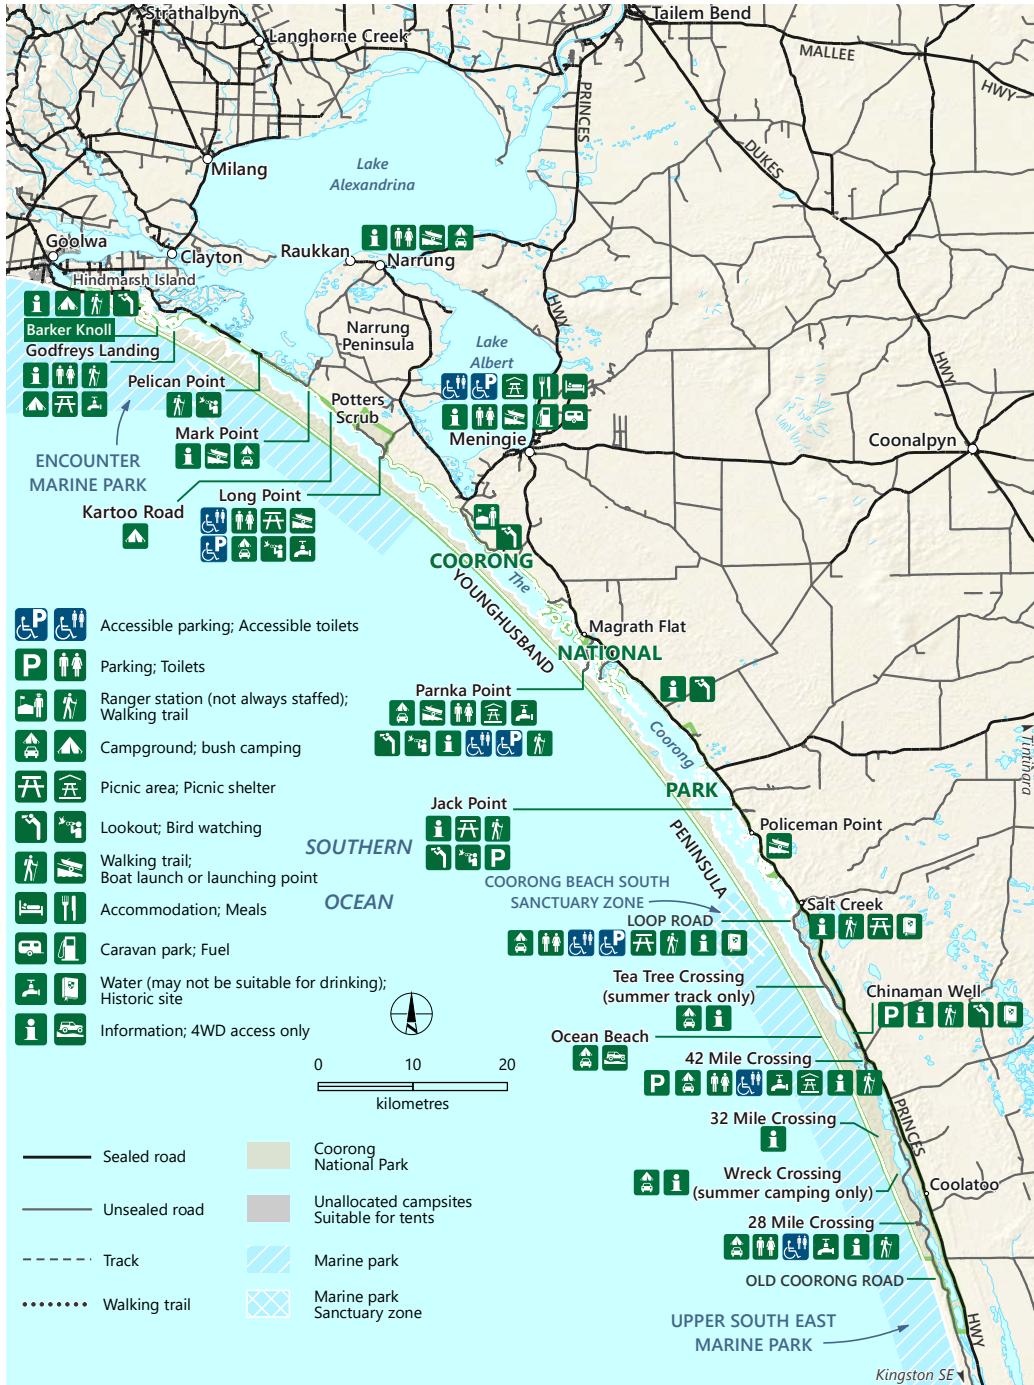 Strathalbyn
Langhorne Creek
Tailem Bend
MALLEE
HWY
PRINCES
DUKES
Milang
Lake
Alexandrina
Goolwa
Clayton
Raukkan
Narrung
Hindmarsh Island
HWY
Barker Knoll
Godfreys Landing
Narrung
Peninsula
Lake
Albert
HWY
Pelican Point
Potters
Scrub
Mark Point
Meningie
Coonalpyn
ENCOUNTER
MARINE PARK
Long Point
Kartoo Road
COORONG
The
YOUNGHUSBAND
Magrath Flat
NATIONAL
Accessible parking; Accessible toilets
Parking; Toilets
Ranger station (not always staffed);
Walking trail
Campground; bush camping
Picnic area; Picnic shelter
Lookout; Bird watching
Walking trail;
Boat launch or launching point
Accommodation; Meals
Caravan park; Fuel
Water (may not be suitable for drinking);
Historic site
Information; 4WD access only
Parnka Point
Coorong
Tintinara
PARK
Jack Point
Policeman Point
SOUTHERN
OCEAN
PENINSULA
COORONG BEACH SOUTH
SANCTUARY ZONE
LOOP ROAD
Salt Creek
Tea Tree Crossing
(summer track only)
Chinaman Well
Ocean Beach
42 Mile Crossing
0 10 20
kilometres
PRINCES
32 Mile Crossing
Wreck Crossing
(summer camping only)
Coolatoo
28 Mile Crossing
OLD COORONG ROAD
HWY
UPPER SOUTH EAST
MARINE PARK
Kingston SE
Sealed road
Unsealed road
Track
Walking trail
Coorong
National Park
Unallocated campsites
Suitable for tents
Marine park
Marine park
Sanctuary zone